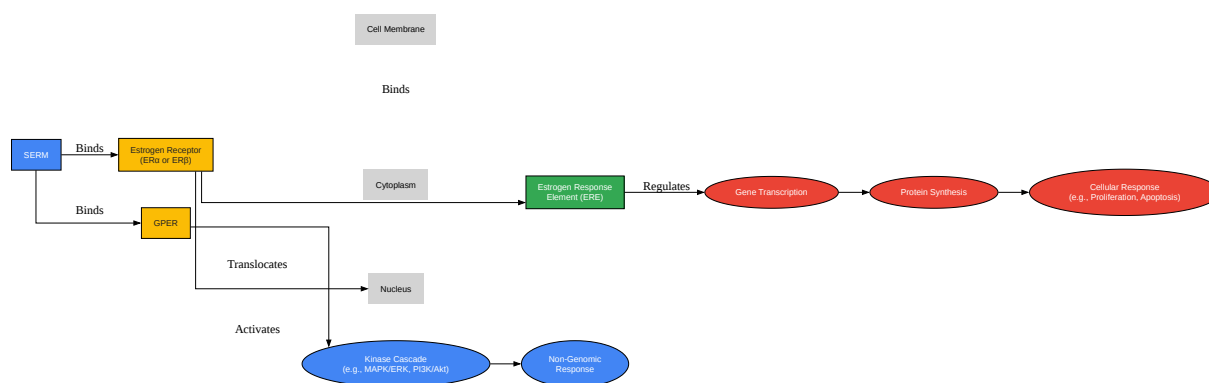 Cell Membrane
Binds
SERM
Binds
Estrogen Receptor
(ERα or ERβ)
Cytoplasm
Estrogen Response
Element (ERE)
Regulates
Gene Transcription
Protein Synthesis
Cellular Response
(e.g., Proliferation, Apoptosis)
Binds
GPER
Translocates
Nucleus
Activates
Kinase Cascade
(e.g., MAPK/ERK, PI3K/Akt)
Non-Genomic
Response